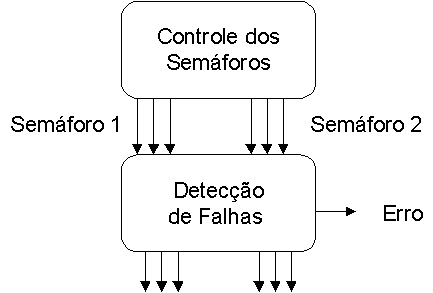 Controle dos
Semáforos
Semáforo 1
Semáforo 2
Detecção
de Falhas
Erro